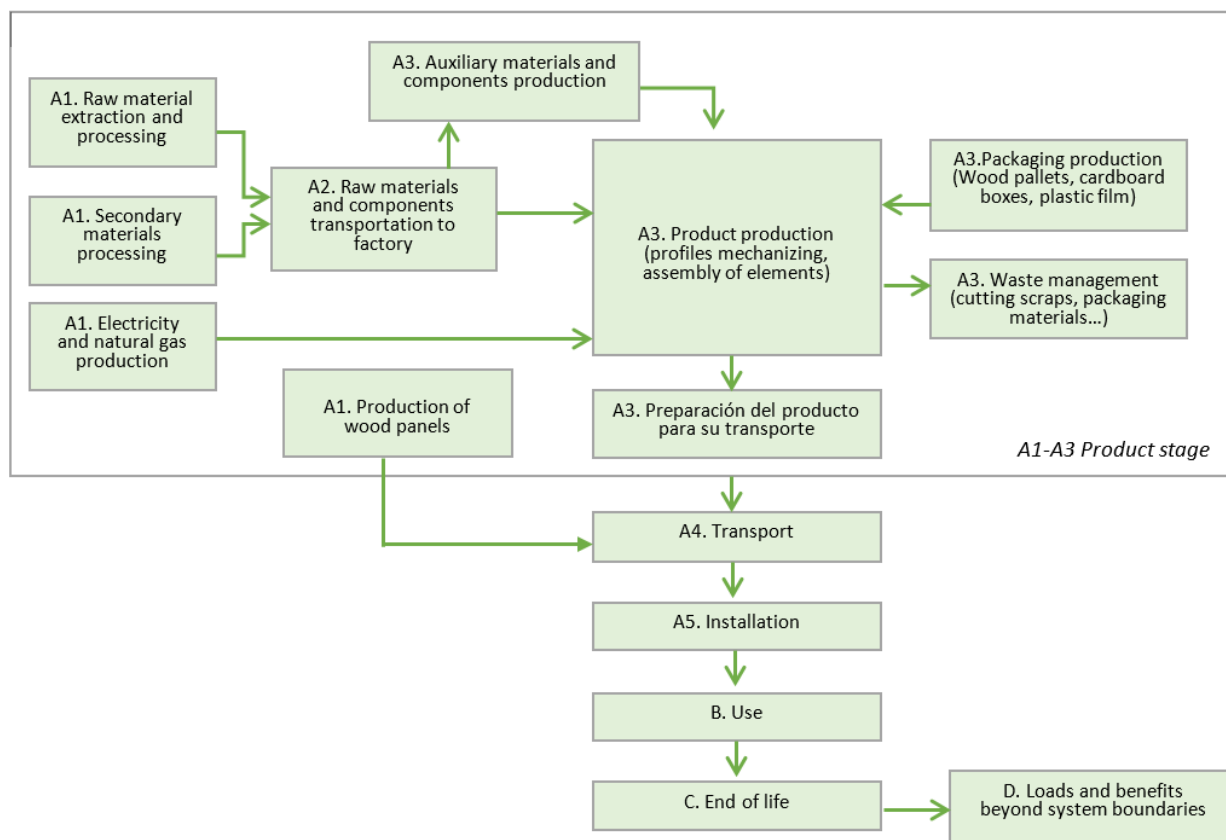 A3. Auxiliary materials and
components production
A1. Raw material
extraction and
processing
A3.Packaging production
(Wood pallets, cardboard
boxes, plastic film)
A2. Raw materials
and components
transportation to
factory
A1. Secondary
materials
processing
A3. Product production
(profiles mechanizing,
assembly of elements)
A3. Waste management
(cutting scraps, packaging
materials…)
A1. Electricity
and natural gas
production
A1. Production of
wood panels
A3. Preparación del producto
para su transporte
A1-A3 Product stage
A4. Transport
A5. Installation
B. Use
C. End of life
D. Loads and benefits
beyond system boundaries